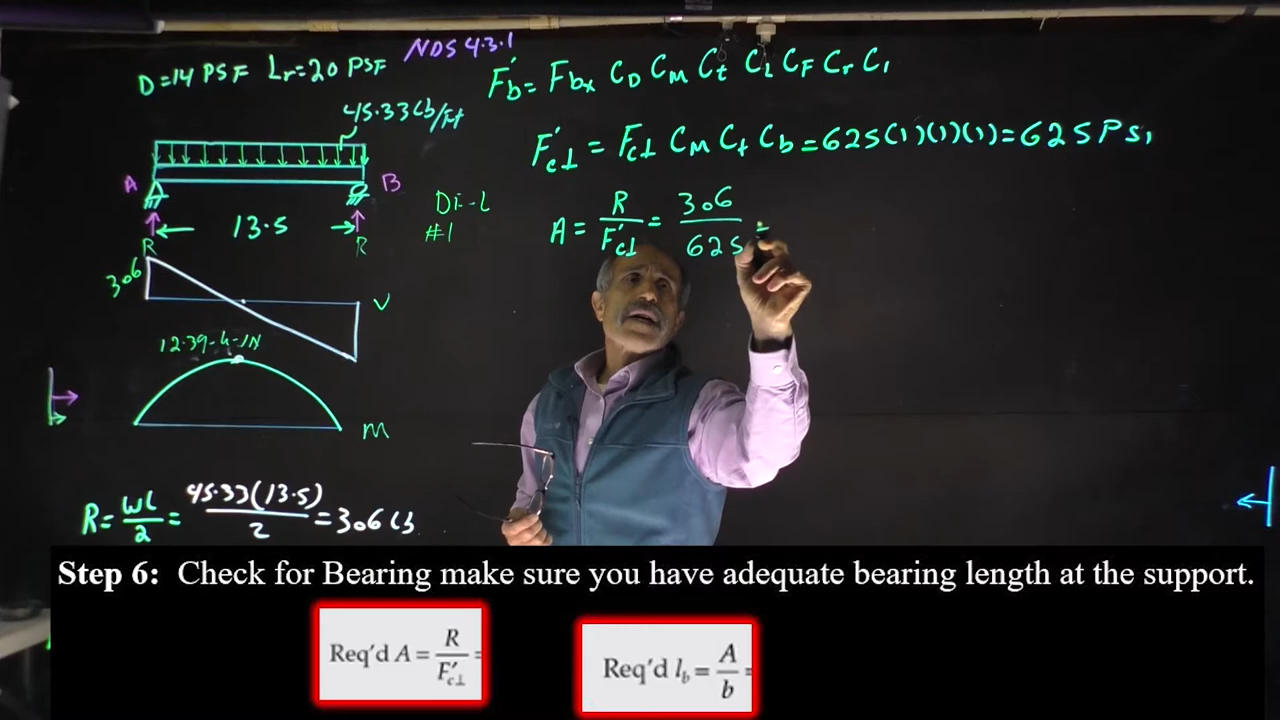 D=14 PSF Lr=20 PSF NDS 4.3.1
45.33 Lb/Ft
A B
13.5
R R
306
V
12.39-k-IN
M
R = wL/2 = 45.33(13.5)/2 = 306 Lb
DF-L
#1
F'b = Fbx CD CM Ct CL CF Cr Ci
F'c⊥ = Fc⊥ CM Ct Cb = 625(1)(1)(1) = 625 PSi
A = R/F'c⊥ = 306/625 =
Step 6: Check for Bearing make sure you have adequate bearing length at the support.
Req'd A = R/F'c⊥ =
Req'd lb = A/b =